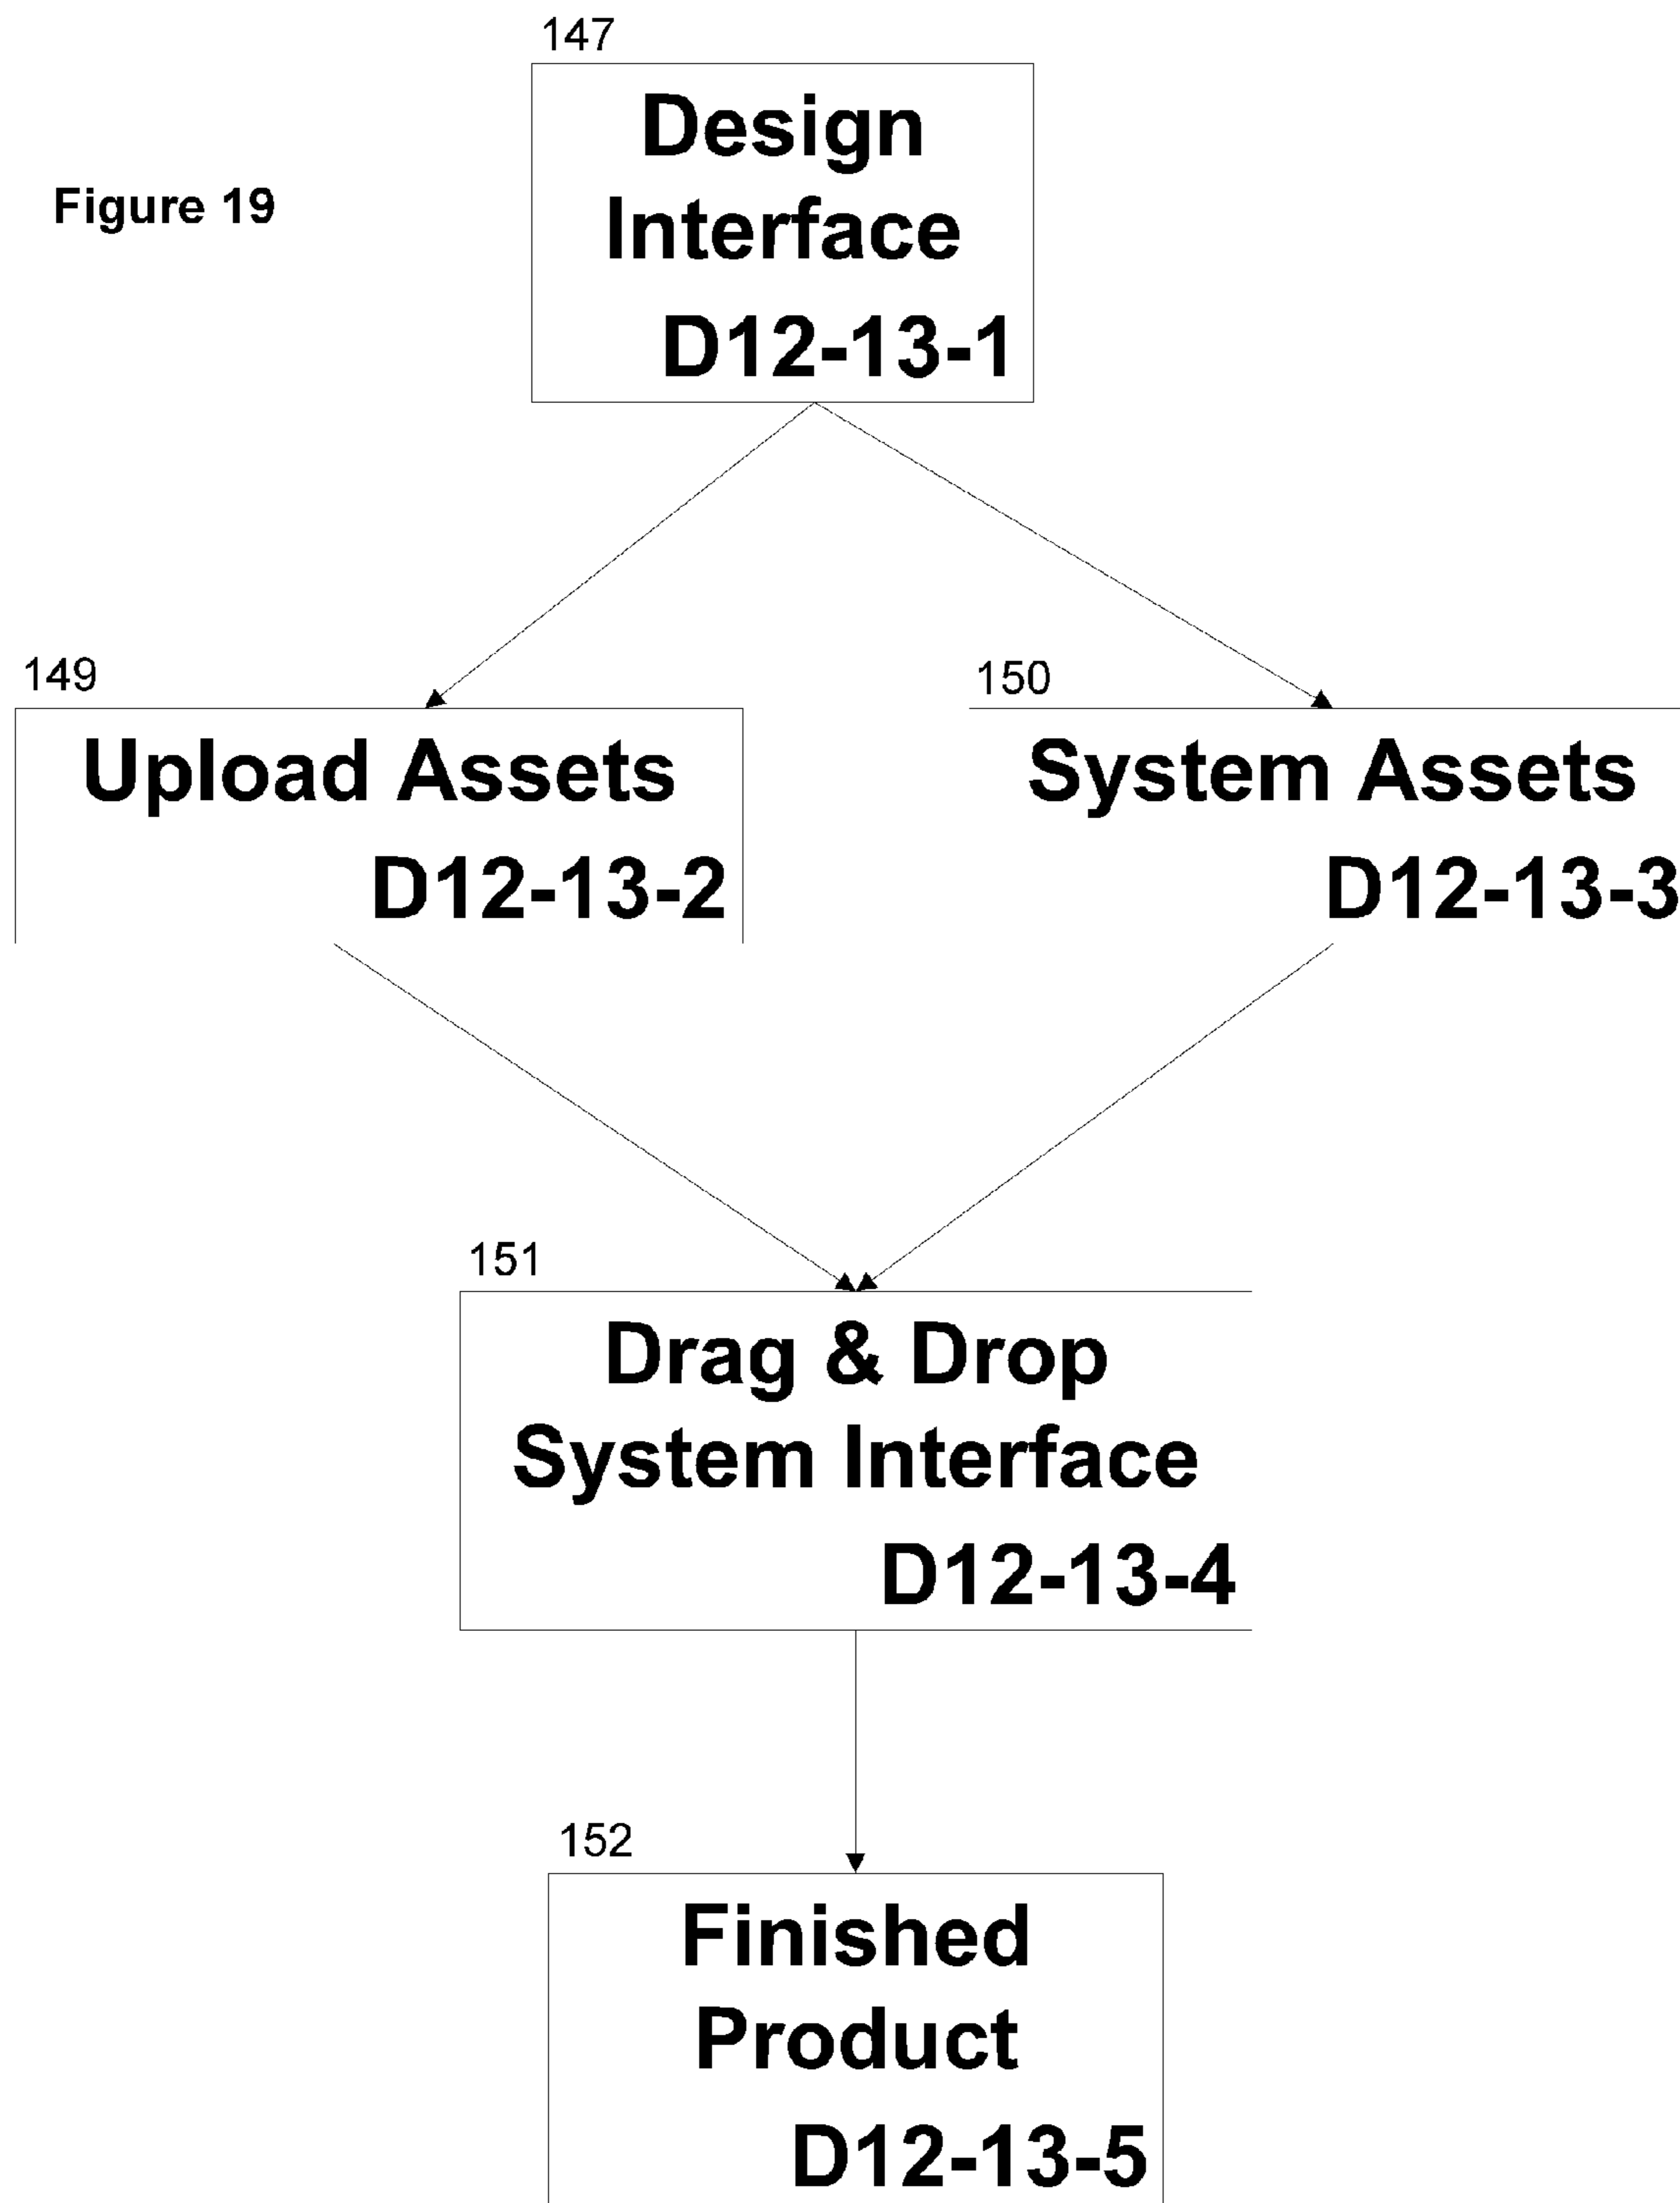 147
Design
Interface
D12-13-1
Figure 19
149
Upload Assets
D12-13-2
150
System Assets
D12-13-3
151
Drag & Drop
System Interface
D12-13-4
152
Finished
Product
D12-13-5